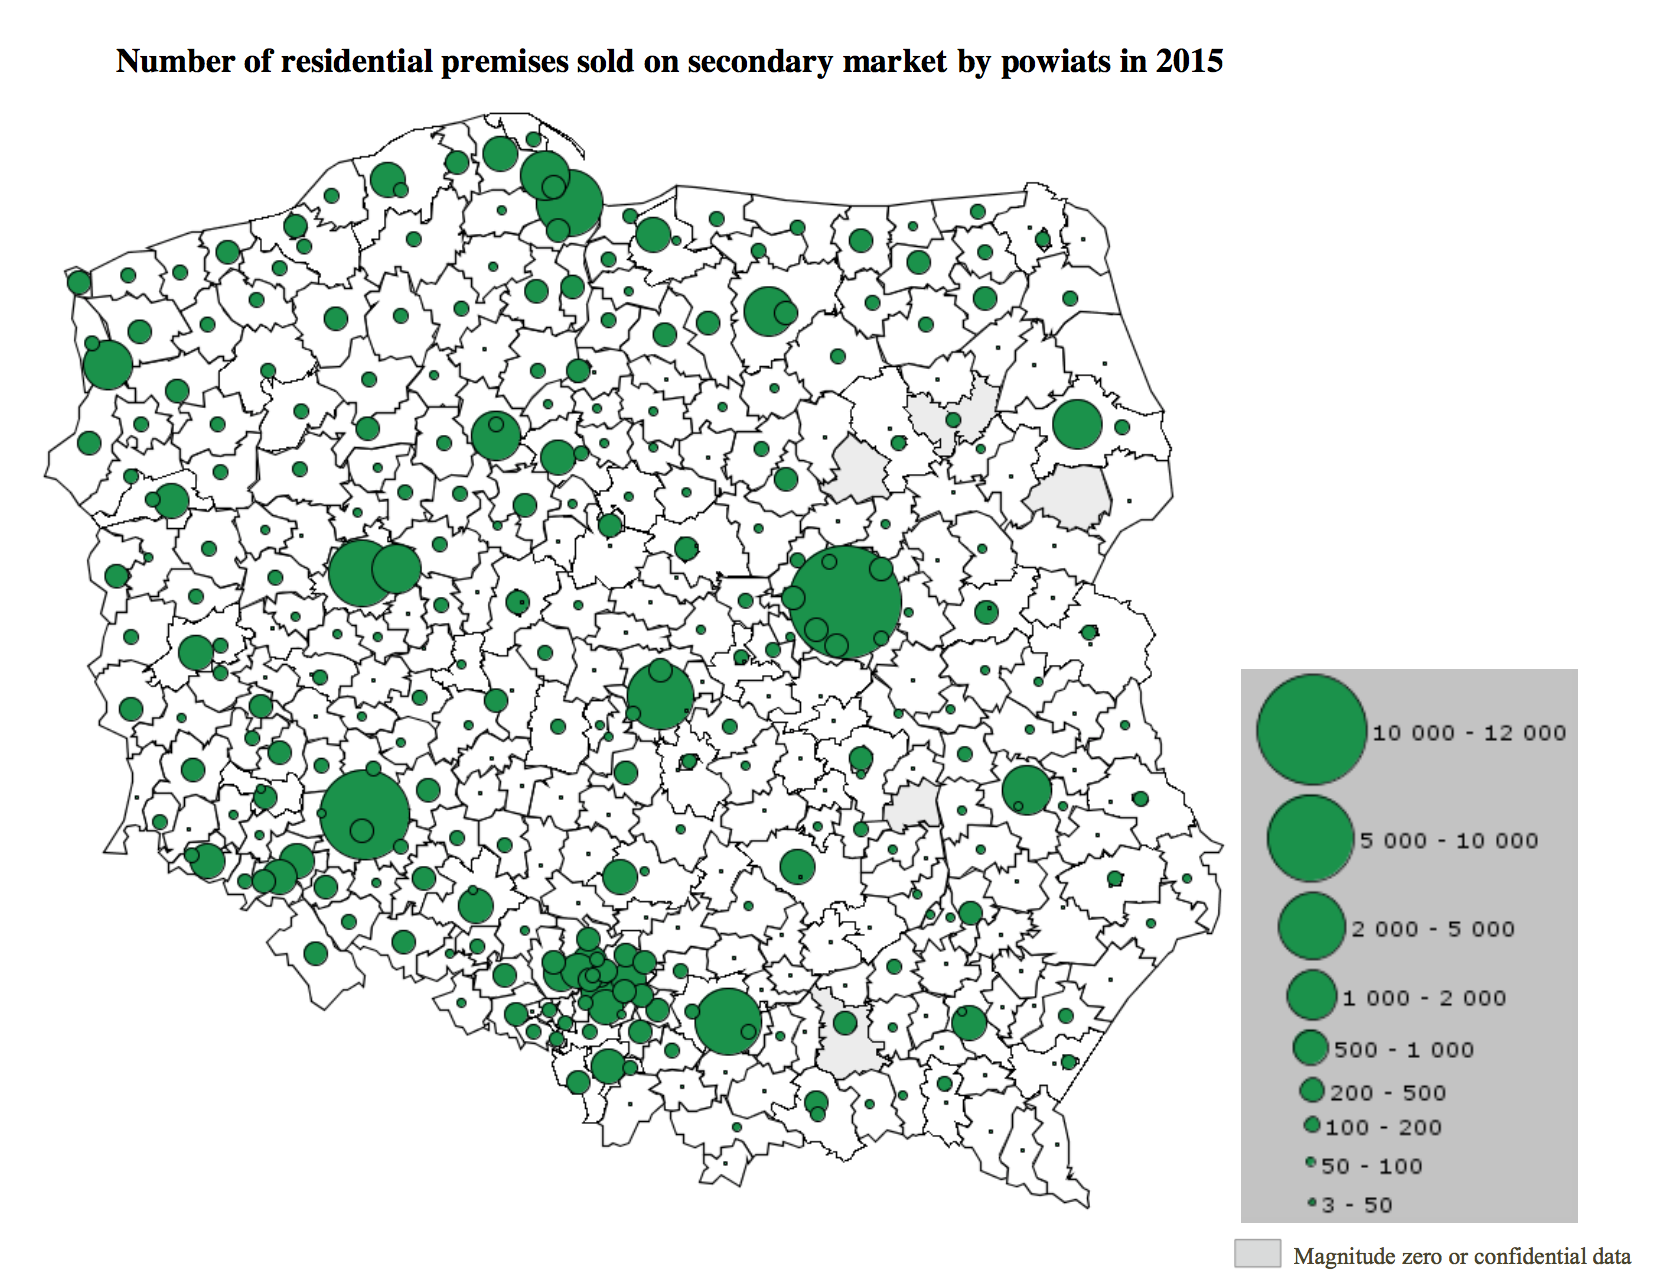 Number of residential premises sold on secondary market by powiats in 2015
10 000 - 12 000
5 000 - 10 000
2 000 - 5 000
1 000 - 2 000
500 - 1 000
200 - 500
100 - 200
50 - 100
3 - 50
Magnitude zero or confidential data